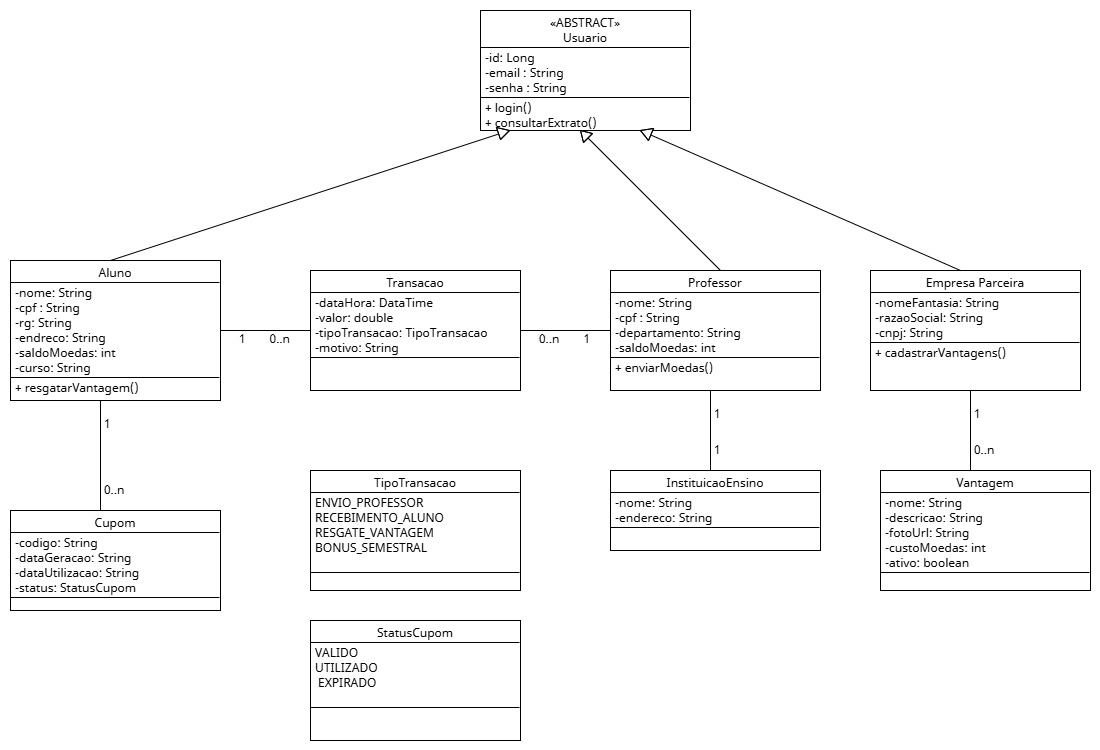 «ABSTRACT»
Usuario
-id: Long
-email : String
-senha : String
+ login()
+ consultarExtrato()
Aluno
-nome: String
-cpf : String
-rg: String
-endreco: String
-saldoMoedas: int
-curso: String
+ resgatarVantagem()
1
0..n
Transacao
-dataHora: DataTime
-valor: double
-tipoTransacao: TipoTransacao
-motivo: String
0..n
1
Professor
-nome: String
-cpf : String
-departamento: String
-saldoMoedas: int
+ enviarMoedas()
Empresa Parceira
-nomeFantasia: String
-razaoSocial: String
-cnpj: String
+ cadastrarVantagens()
1
0..n
1
1
1
0..n
Cupom
-codigo: String
-dataGeracao: String
-dataUtilizacao: String
-status: StatusCupom
TipoTransacao
ENVIO_PROFESSOR
RECEBIMENTO_ALUNO
RESGATE_VANTAGEM
BONUS_SEMESTRAL
InstituicaoEnsino
-nome: String
-endereco: String
Vantagem
-nome: String
-descricao: String
-fotoUrl: String
-custoMoedas: int
-ativo: boolean
StatusCupom
VALIDO
UTILIZADO
EXPIRADO